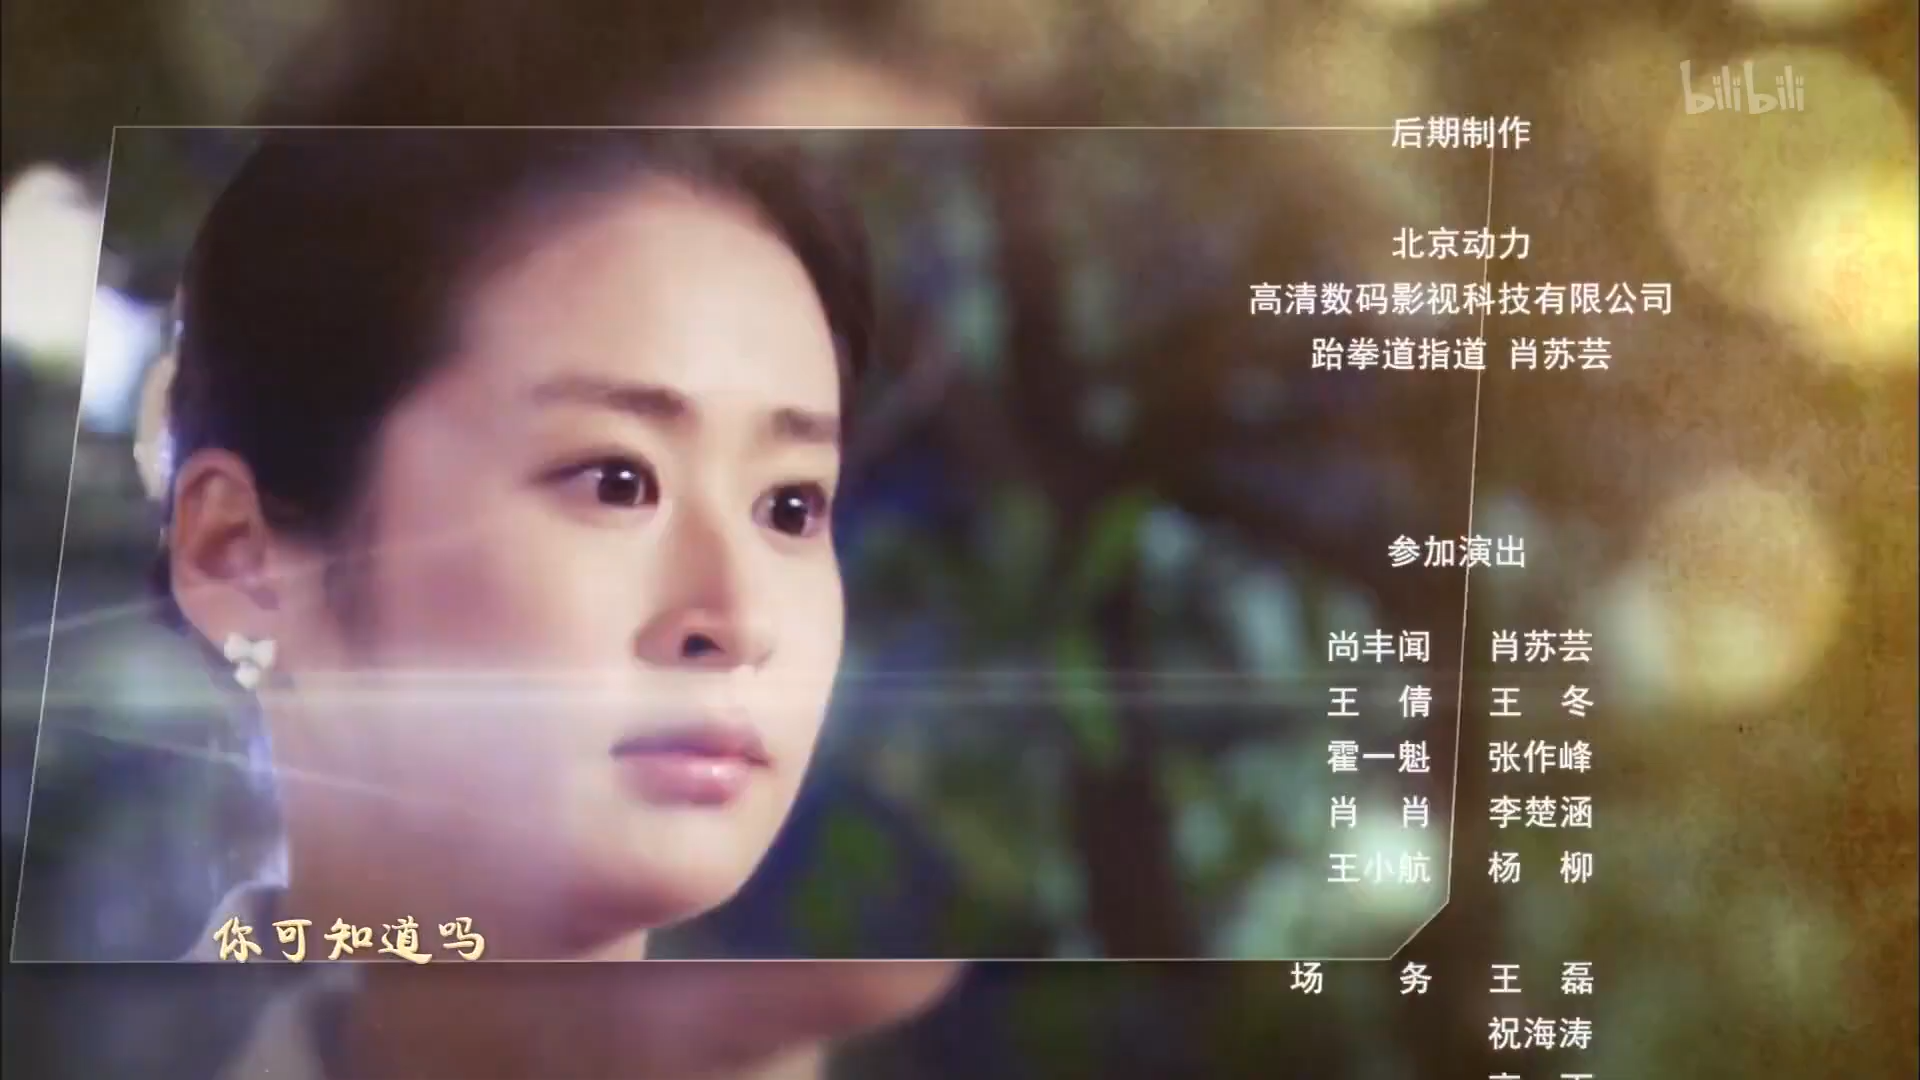 bilibili
后期制作
北京动力
高清数码影视科技有限公司
跆拳道指道 肖苏芸
参加演出
尚丰闻 肖苏芸
王 倩 王 冬
霍一魁 张作峰
肖 肖 李楚涵
王小航 杨 柳
你可知道吗
场 务 王 磊
祝海涛